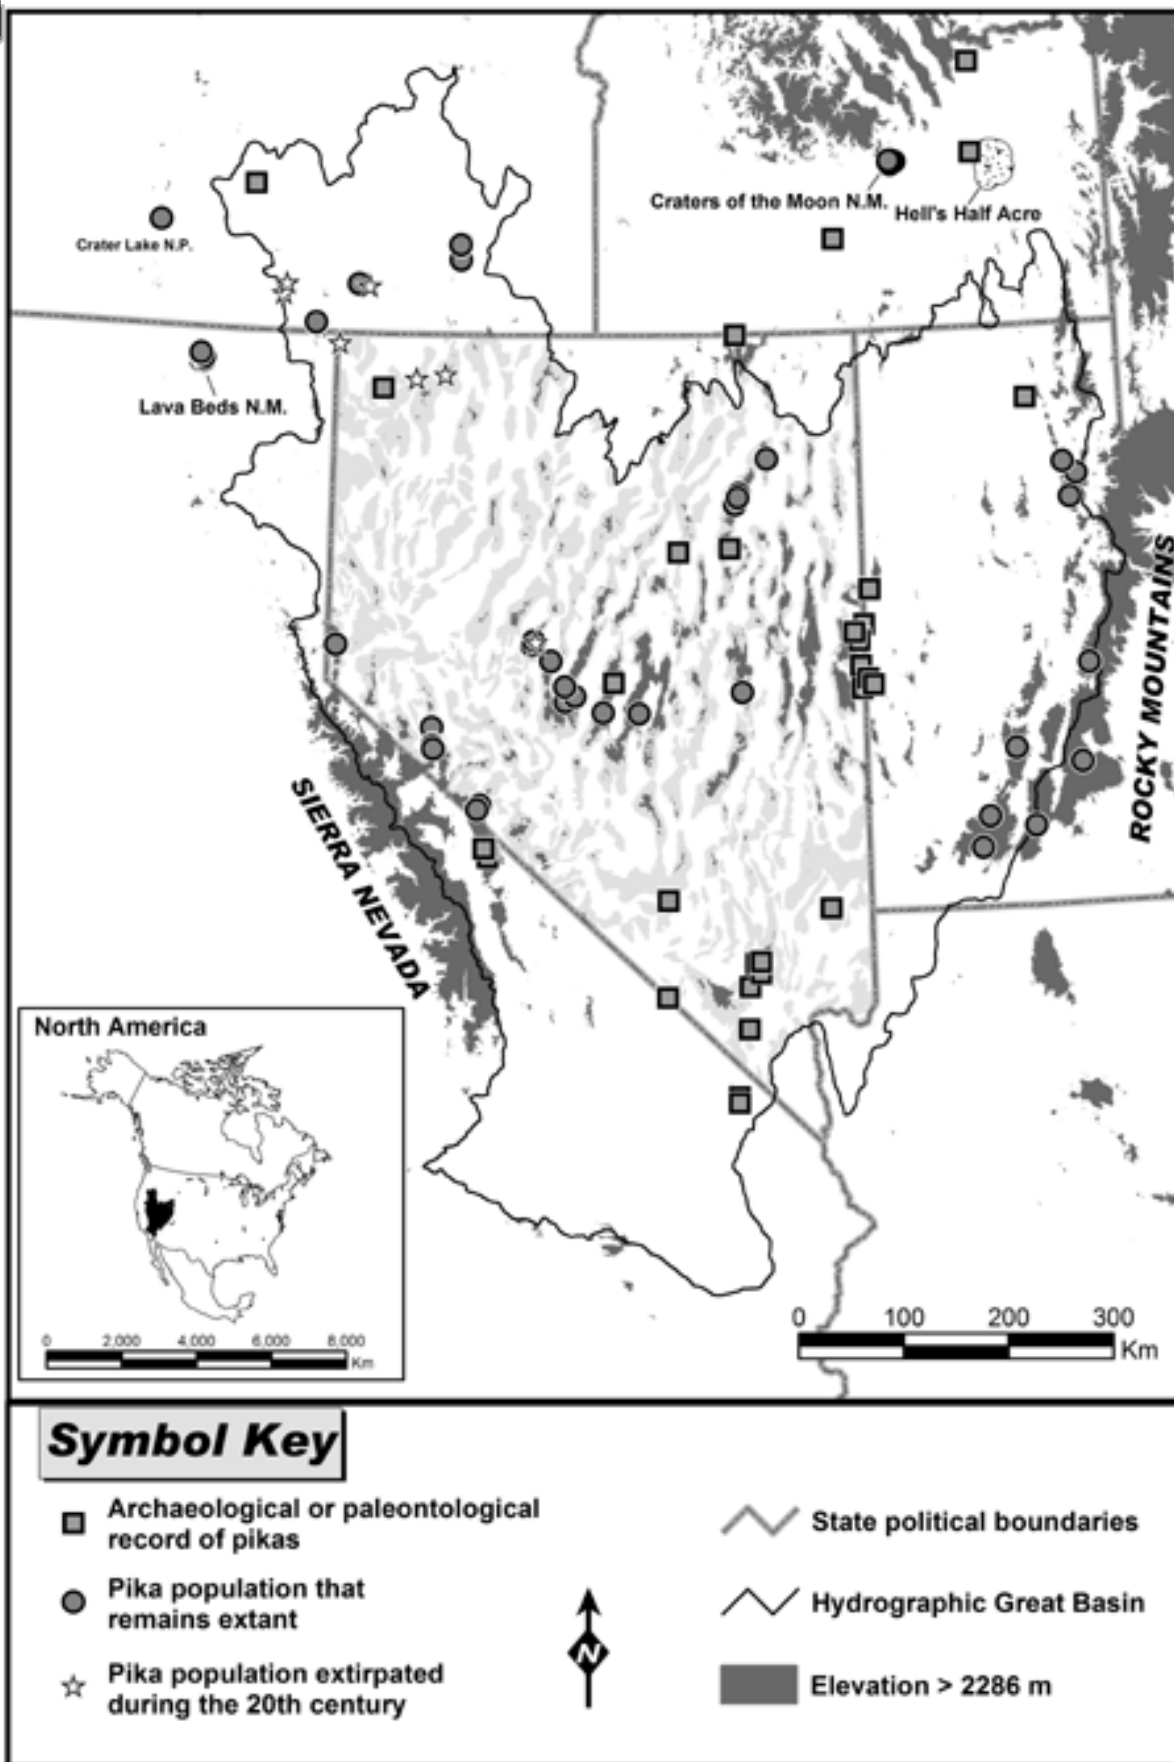 Craters of the Moon N.M.
Hell's Half Acre
Crater Lake N.P.
Lava Beds N.M.
ROCKY MOUNTAINS
SIERRA NEVADA
North America
0 2,000 4,000 6,000 8,000
Km
0 100 200 300
Km
Symbol Key
Archaeological or paleontological
record of pikas
Pika population that
remains extant
Pika population extirpated
during the 20th century
N
State political boundaries
Hydrographic Great Basin
Elevation > 2286 m